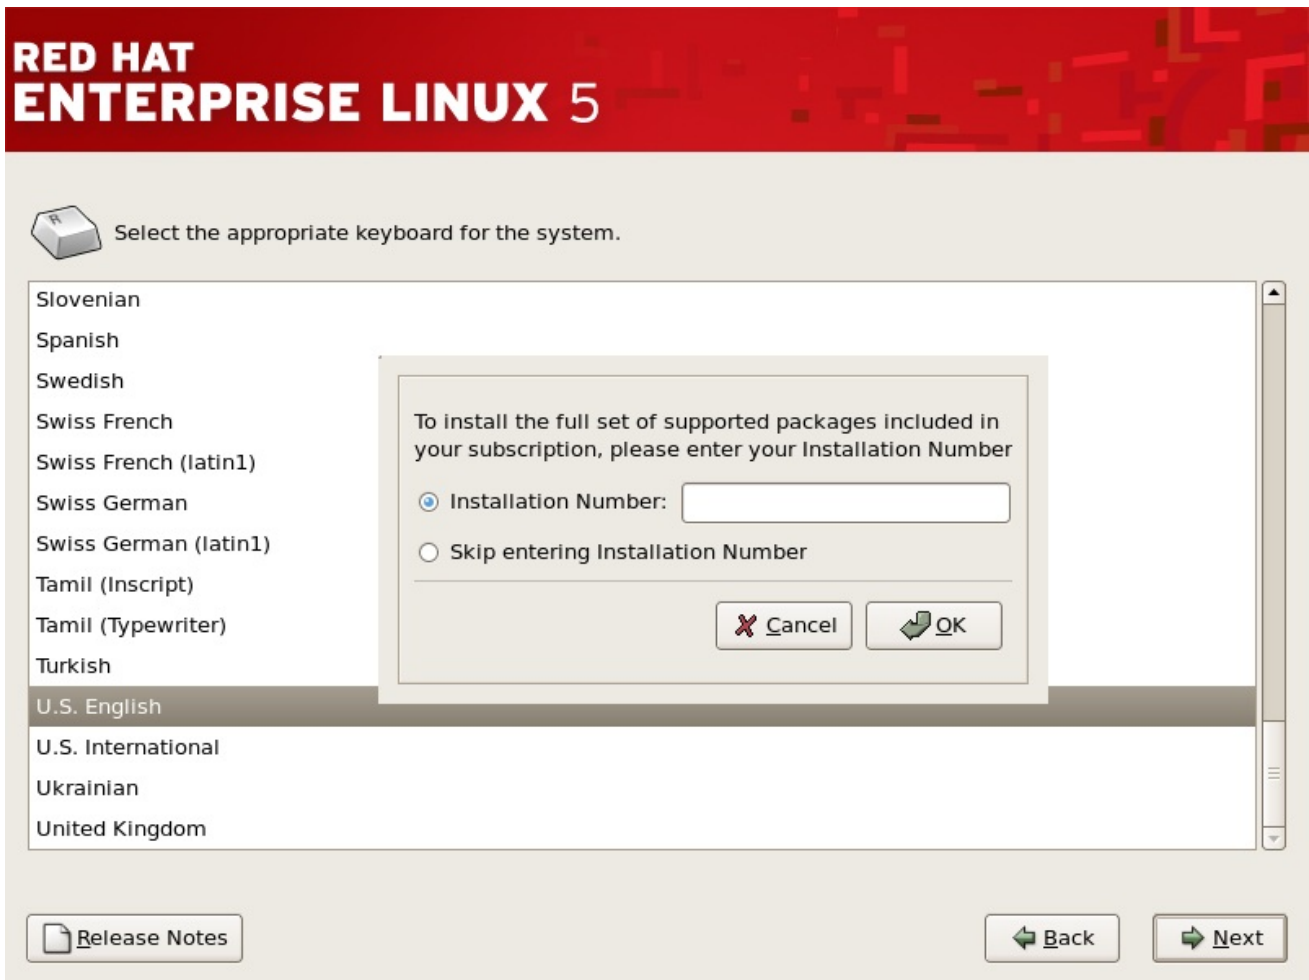 RED HAT
ENTERPRISE LINUX 5
R
Select the appropriate keyboard for the system.
Slovenian
Spanish
Swedish
Swiss French
Swiss French (latin1)
Swiss German
Swiss German (latin1)
Tamil (Inscript)
Tamil (Typewriter)
Turkish
U.S. English
U.S. International
Ukrainian
United Kingdom
To install the full set of supported packages included in
your subscription, please enter your Installation Number
Installation Number:
Skip entering Installation Number
Cancel
OK
Release Notes
Back
Next